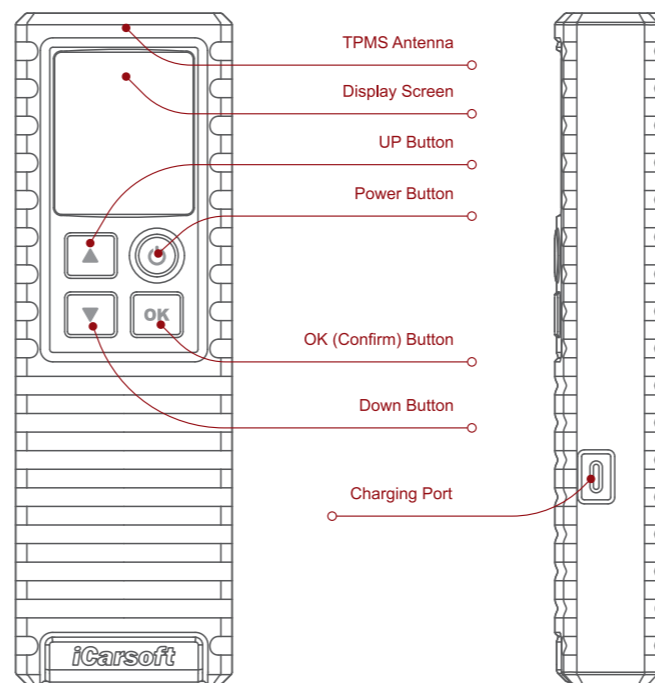 TPMS Antenna
Display Screen
UP Button
Power Button
OK
OK (Confirm) Button
Down Button
Charging Port
iCarsoft